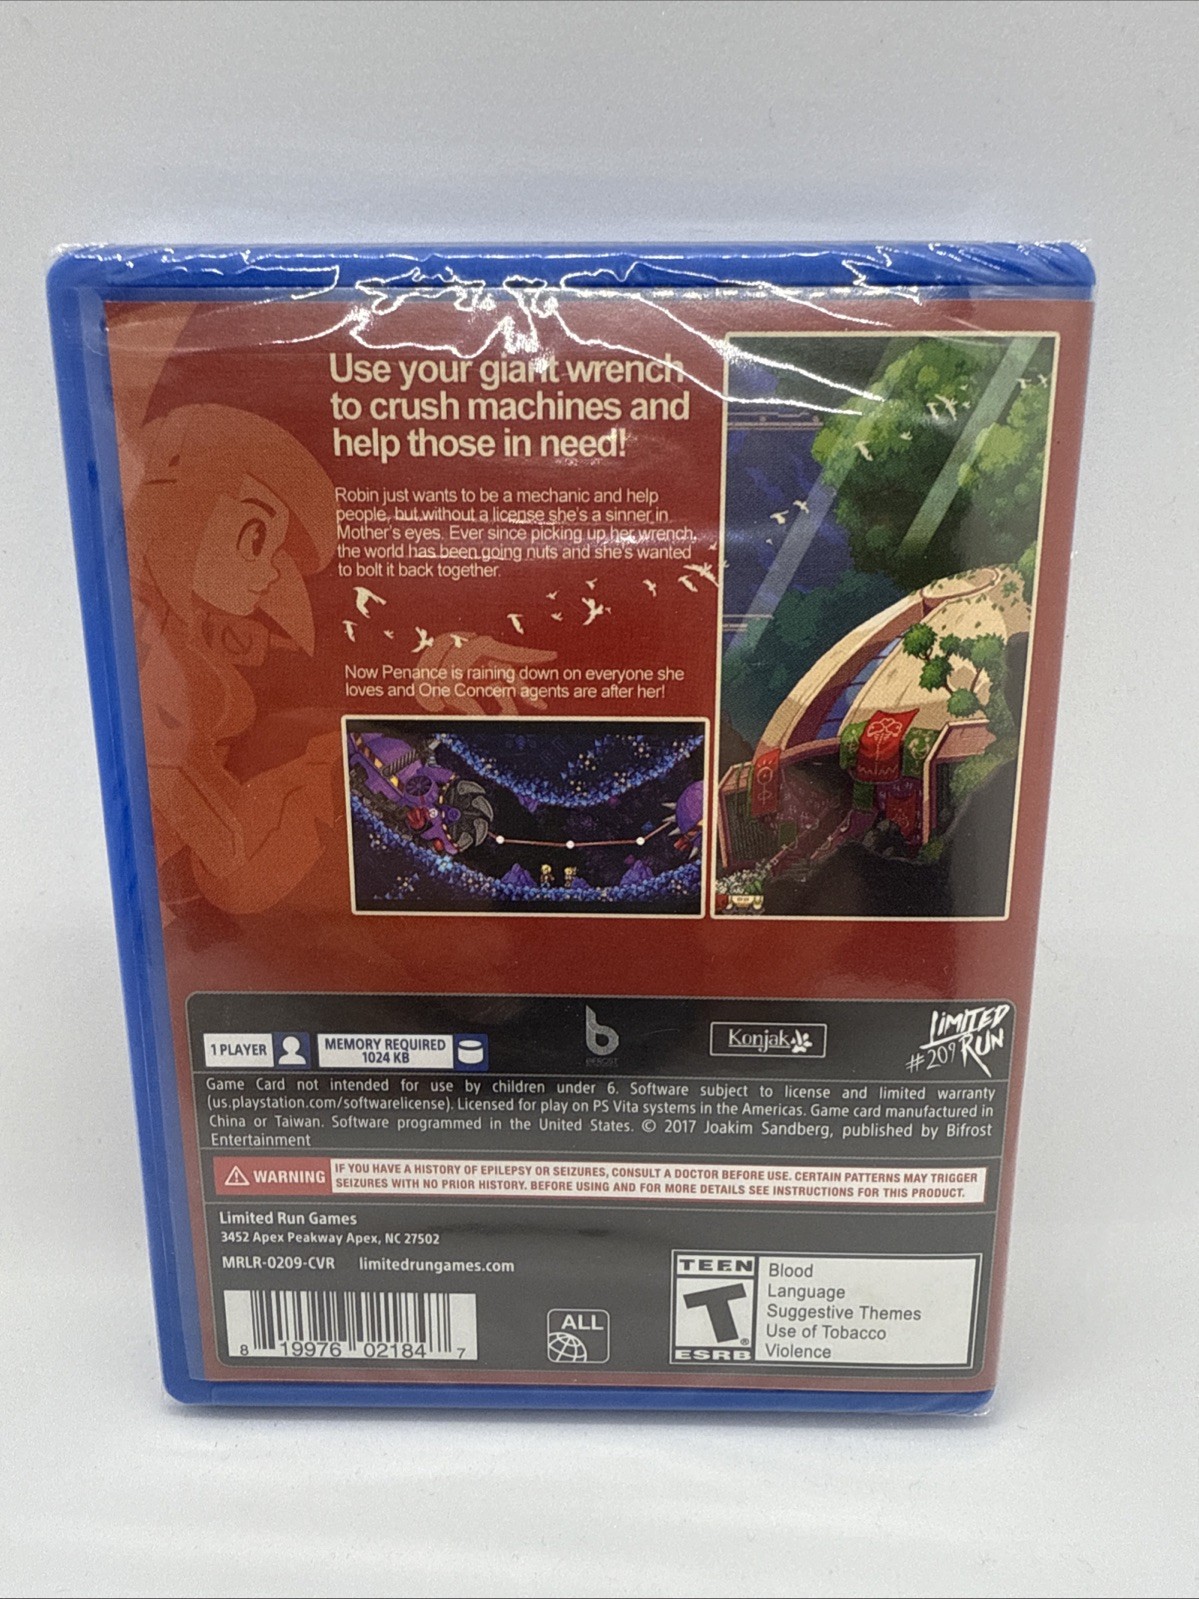 Use your giant wrench
to crush machines and
help those in need!
Robin just wants to be a mechanic and help
people, but without a license she's a sinner in
Mother's eyes. Ever since picking up her wrench,
the world has been going nuts and she's wanted
to bolt it back together.
Now Penance is raining down on everyone she
loves and One Concern agents are after her!
1 PLAYER
MEMORY REQUIRED
1024 KB
b
BIFROST
Konjak
LIMITED
RUN
#209
Game Card not intended for use by children under 6. Software subject to license and limited warranty
(us.playstation.com/softwarelicense). Licensed for play on PS Vita systems in the Americas. Game card manufactured in
China or Taiwan. Software programmed in the United States. © 2017 Joakim Sandberg, published by Bifrost
Entertainment
WARNING
IF YOU HAVE A HISTORY OF EPILEPSY OR SEIZURES, CONSULT A DOCTOR BEFORE USE. CERTAIN PATTERNS MAY TRIGGER
SEIZURES WITH NO PRIOR HISTORY. BEFORE USING AND FOR MORE DETAILS SEE INSTRUCTIONS FOR THIS PRODUCT.
Limited Run Games
3452 Apex Peakway Apex, NC 27502
MRLR-0209-CVR limitedrungames.com
8 19976 02184 7
ALL
TEEN
T
ESRB
Blood
Language
Suggestive Themes
Use of Tobacco
Violence